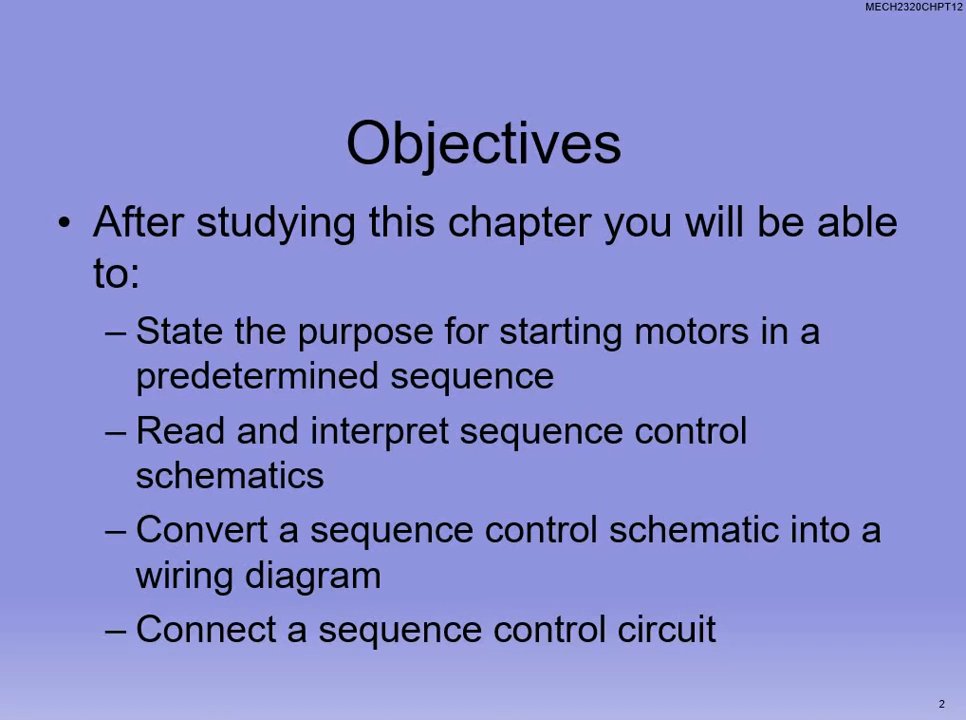 MECH2320CHPT12
Objectives
• After studying this chapter you will be able
to:
– State the purpose for starting motors in a
predetermined sequence
– Read and interpret sequence control
schematics
– Convert a sequence control schematic into a
wiring diagram
– Connect a sequence control circuit
2